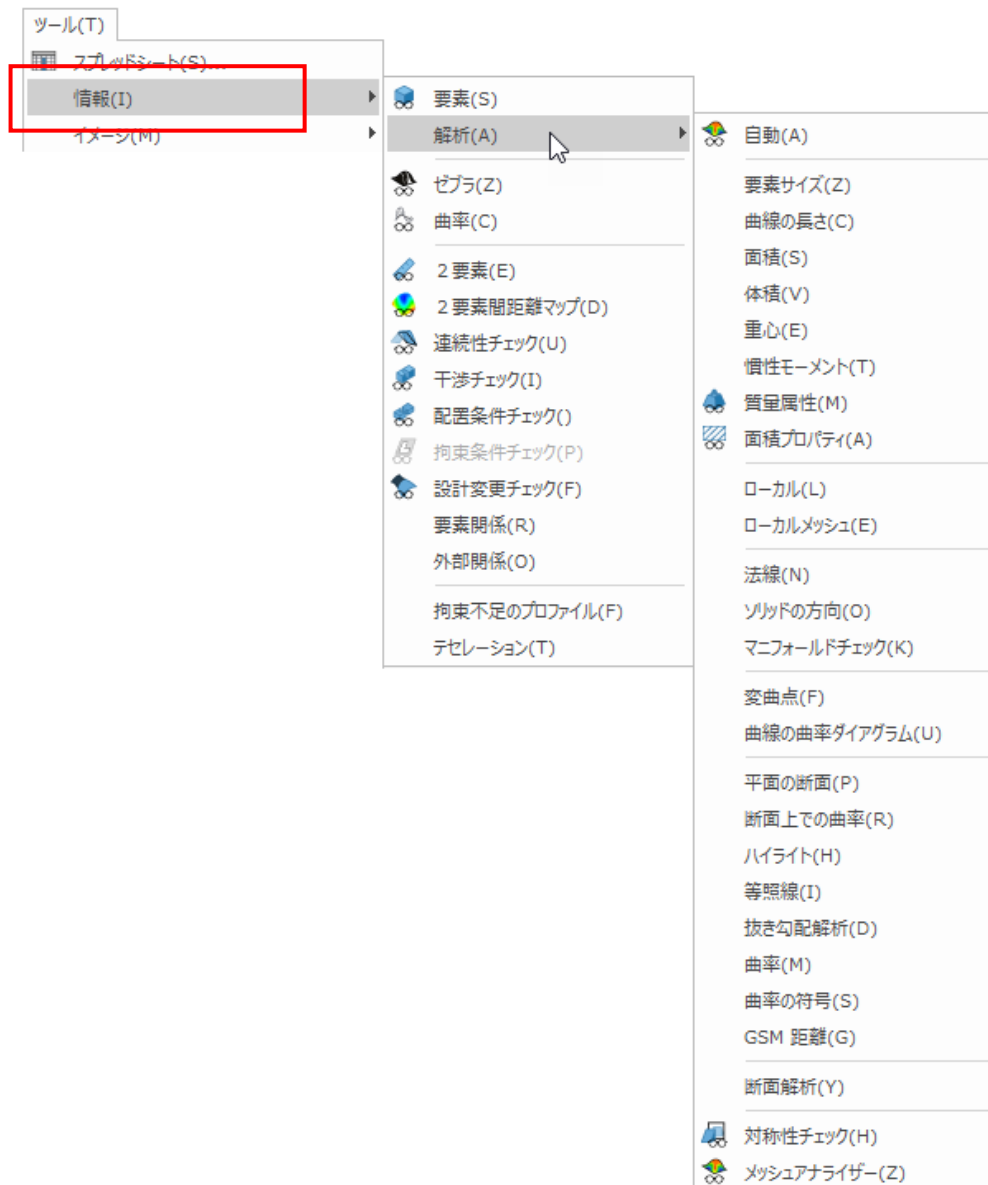 ツール(T)
スプレッドシート(S)...
情報(I)
イメージ(M)
要素(S)
解析(A)
ゼブラ(Z)
曲率(C)
２要素(E)
２要素間距離マップ(D)
連続性チェック(U)
干渉チェック(I)
配置条件チェック()
拘束条件チェック(P)
設計変更チェック(F)
要素関係(R)
外部関係(O)
拘束不足のプロファイル(F)
テセレーション(T)
自動(A)
要素サイズ(Z)
曲線の長さ(C)
面積(S)
体積(V)
重心(E)
慣性モーメント(T)
質量属性(M)
面積プロパティ(A)
ローカル(L)
ローカルメッシュ(E)
法線(N)
ソリッドの方向(O)
マニフォールドチェック(K)
変曲点(F)
曲線の曲率ダイアグラム(U)
平面の断面(P)
断面上での曲率(R)
ハイライト(H)
等照線(I)
抜き勾配解析(D)
曲率(M)
曲率の符号(S)
GSM 距離(G)
断面解析(Y)
対称性チェック(H)
メッシュアナライザー(Z)